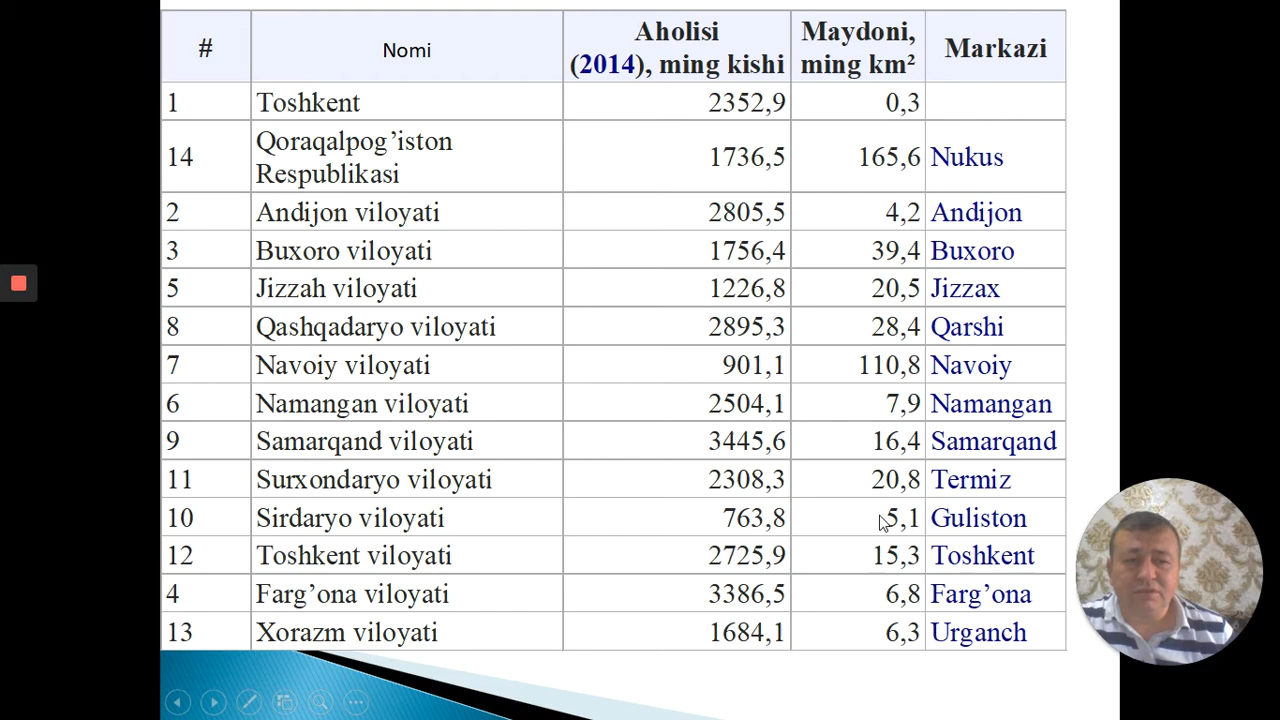 # Nomi Aholisi (2014), ming kishi Maydoni, ming km² Markazi
1 Toshkent 2352,9 0,3
14 Qoraqalpog’iston Respublikasi 1736,5 165,6 Nukus
2 Andijon viloyati 2805,5 4,2 Andijon
3 Buxoro viloyati 1756,4 39,4 Buxoro
5 Jizzah viloyati 1226,8 20,5 Jizzax
8 Qashqadaryo viloyati 2895,3 28,4 Qarshi
7 Navoiy viloyati 901,1 110,8 Navoiy
6 Namangan viloyati 2504,1 7,9 Namangan
9 Samarqand viloyati 3445,6 16,4 Samarqand
11 Surxondaryo viloyati 2308,3 20,8 Termiz
10 Sirdaryo viloyati 763,8 5,1 Guliston
12 Toshkent viloyati 2725,9 15,3 Toshkent
4 Farg’ona viloyati 3386,5 6,8 Farg’ona
13 Xorazm viloyati 1684,1 6,3 Urganch